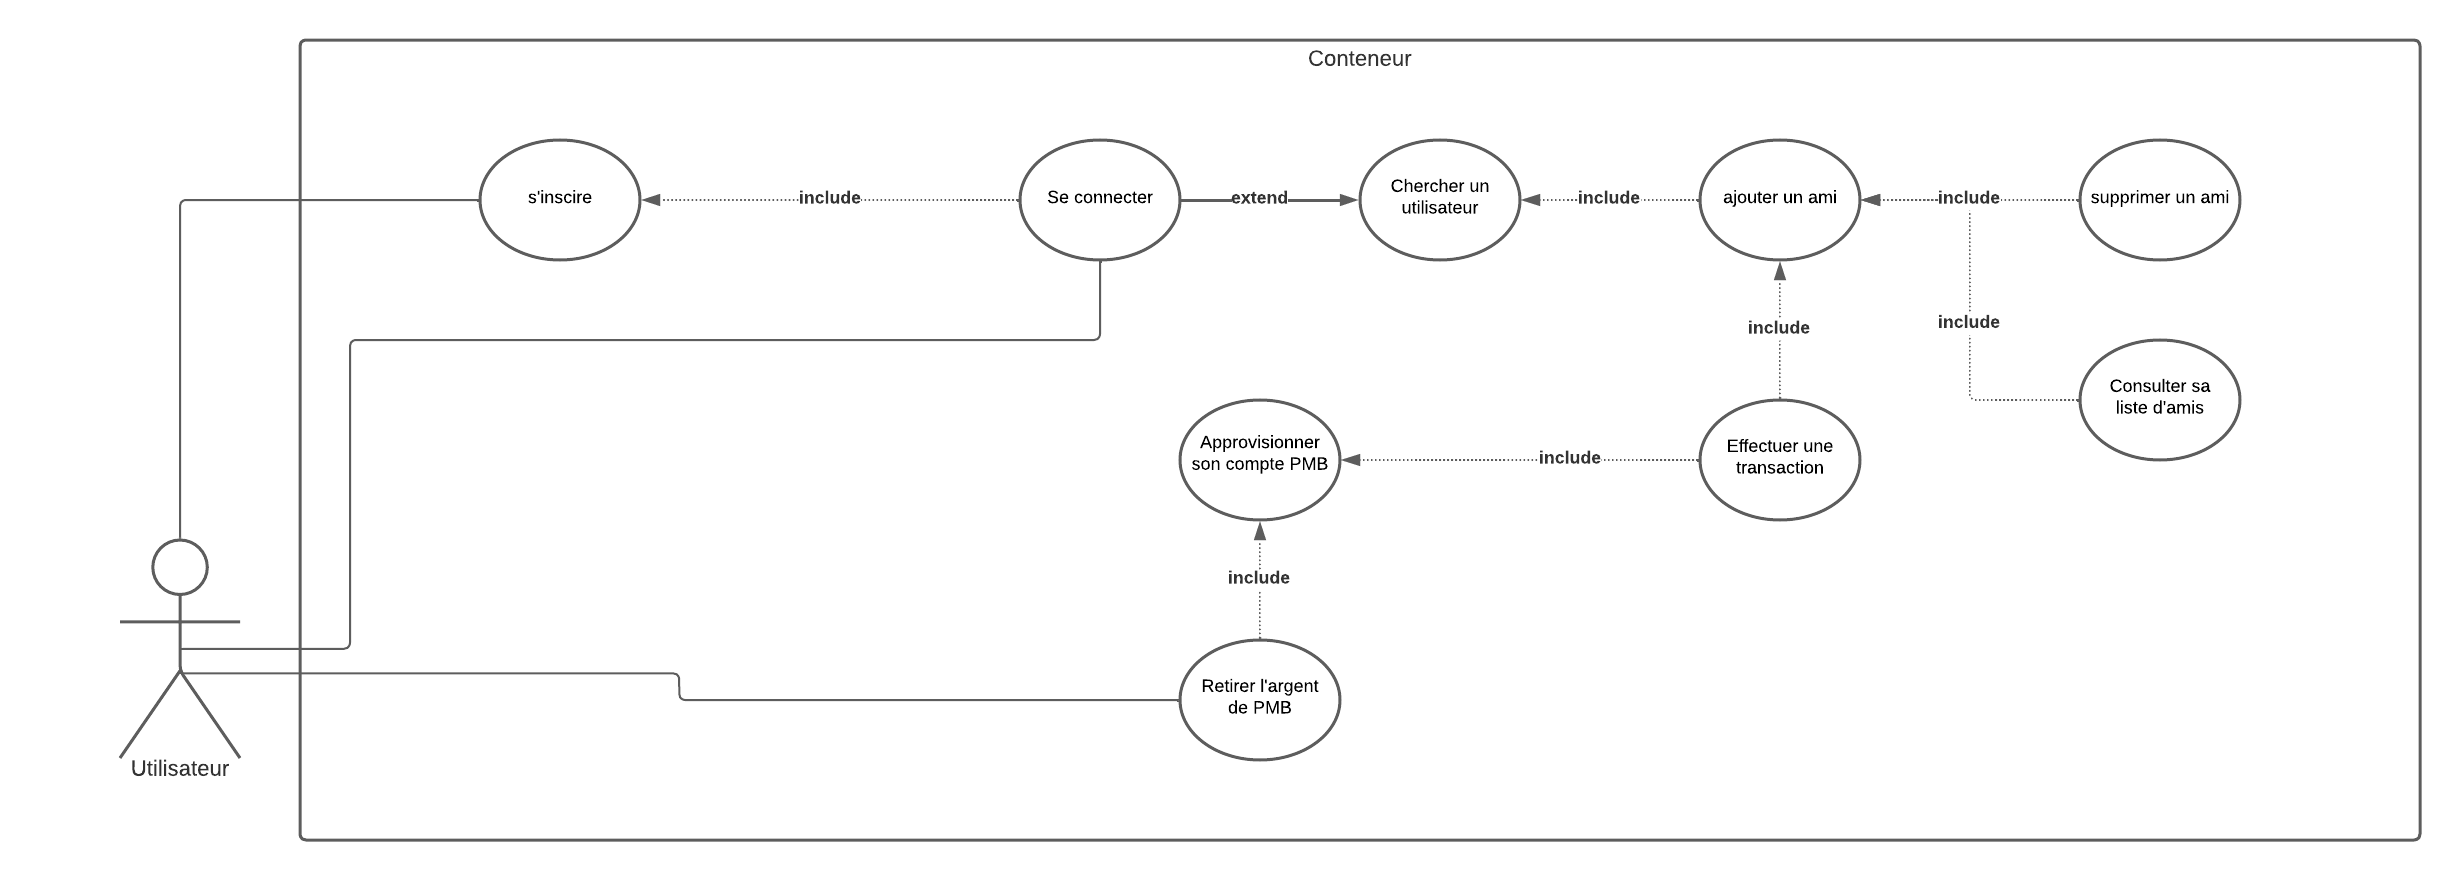 Conteneur
s'inscire
include
Se connecter
extend
Chercher un
utilisateur
include
ajouter un ami
include
supprimer un ami
include
include
Consulter sa
liste d'amis
Approvisionner
son compte PMB
include
Effectuer une
transaction
include
Retirer l'argent
de PMB
Utilisateur